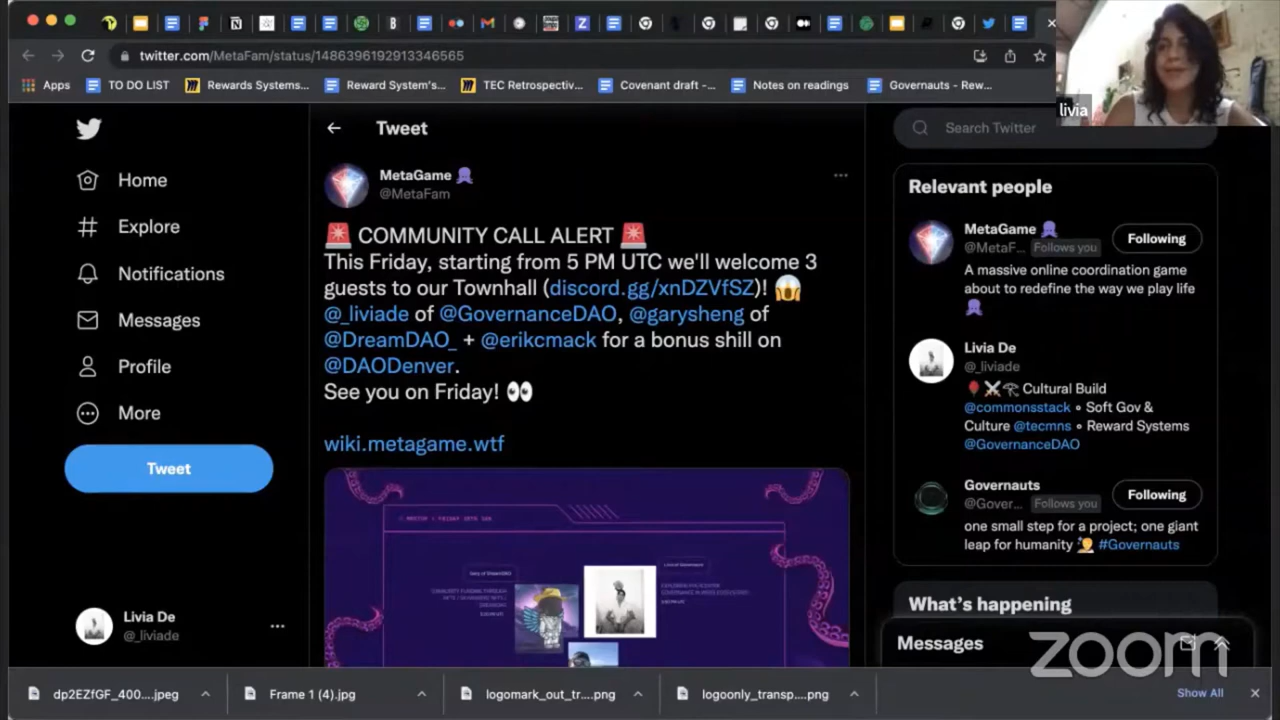 twitter.com/MetaFam/status/1486396192913346565
Apps
TO DO LIST
Rewards Systems...
Reward System's...
TEC Retrospectiv...
Covenant draft -...
Notes on readings
Governauts - Rew...
livia
Home
Explore
Notifications
Messages
Profile
More
Tweet
Livia De
@_liviade
Tweet
MetaGame
@MetaFam
COMMUNITY CALL ALERT
This Friday, starting from 5 PM UTC we'll welcome 3
guests to our Townhall (discord.gg/xnDZVfSZ)!
@_liviade of @GovernanceDAO, @garysheng of
@DreamDAO_ + @erikcmack for a bonus shill on
@DAODenver.
See you on Friday!
wiki.metagame.wtf
Search Twitter
Relevant people
MetaGame
@MetaF... Follows you
Following
A massive online coordination game
about to redefine the way we play life
Livia De
@_liviade
Cultural Build
@commonsstack • Soft Gov &
Culture @tecmns • Reward Systems
@GovernanceDAO
Governauts
@Gover... Follows you
Following
one small step for a project; one giant
leap for humanity #Governauts
What's happening
Messages
zoom
dp2EZfGF_400....jpeg
Frame 1 (4).jpg
logomark_out_tr....png
logoonly_transp....png
Show All